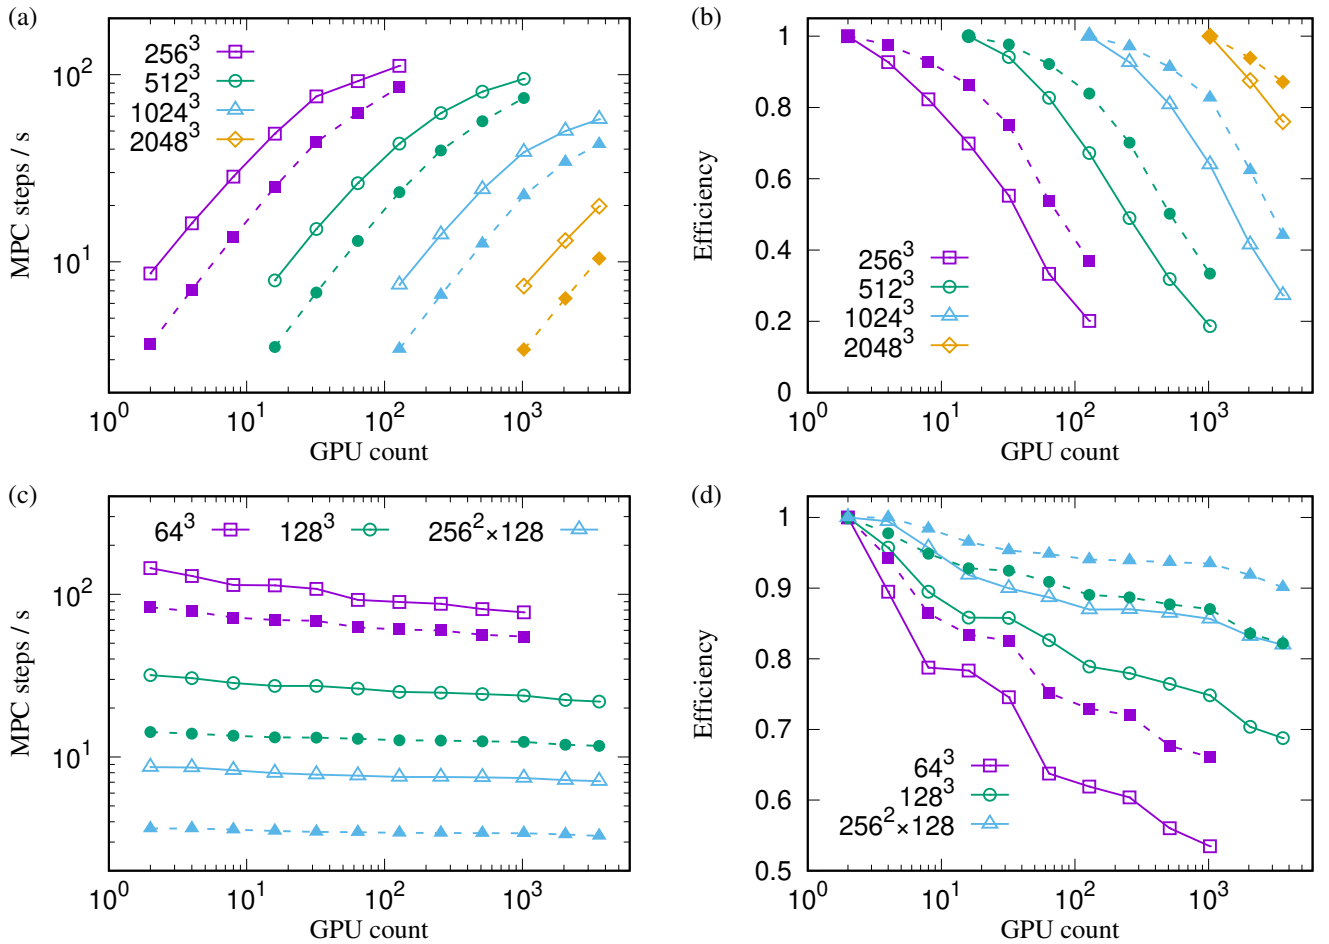 (a)
MPC steps / s
10²
10¹
256³
512³
1024³
2048³
10⁰ 10¹ 10² 10³
GPU count
(b)
Efficiency
1
0.8
0.6
0.4
0.2
0
256³
512³
1024³
2048³
10⁰ 10¹ 10² 10³
GPU count
(c)
MPC steps / s
64³ 128³ 256²×128
10²
10¹
10⁰ 10¹ 10² 10³
GPU count
(d)
Efficiency
1
0.9
0.8
0.7
0.6
0.5
64³
128³
256²×128
10⁰ 10¹ 10² 10³
GPU count